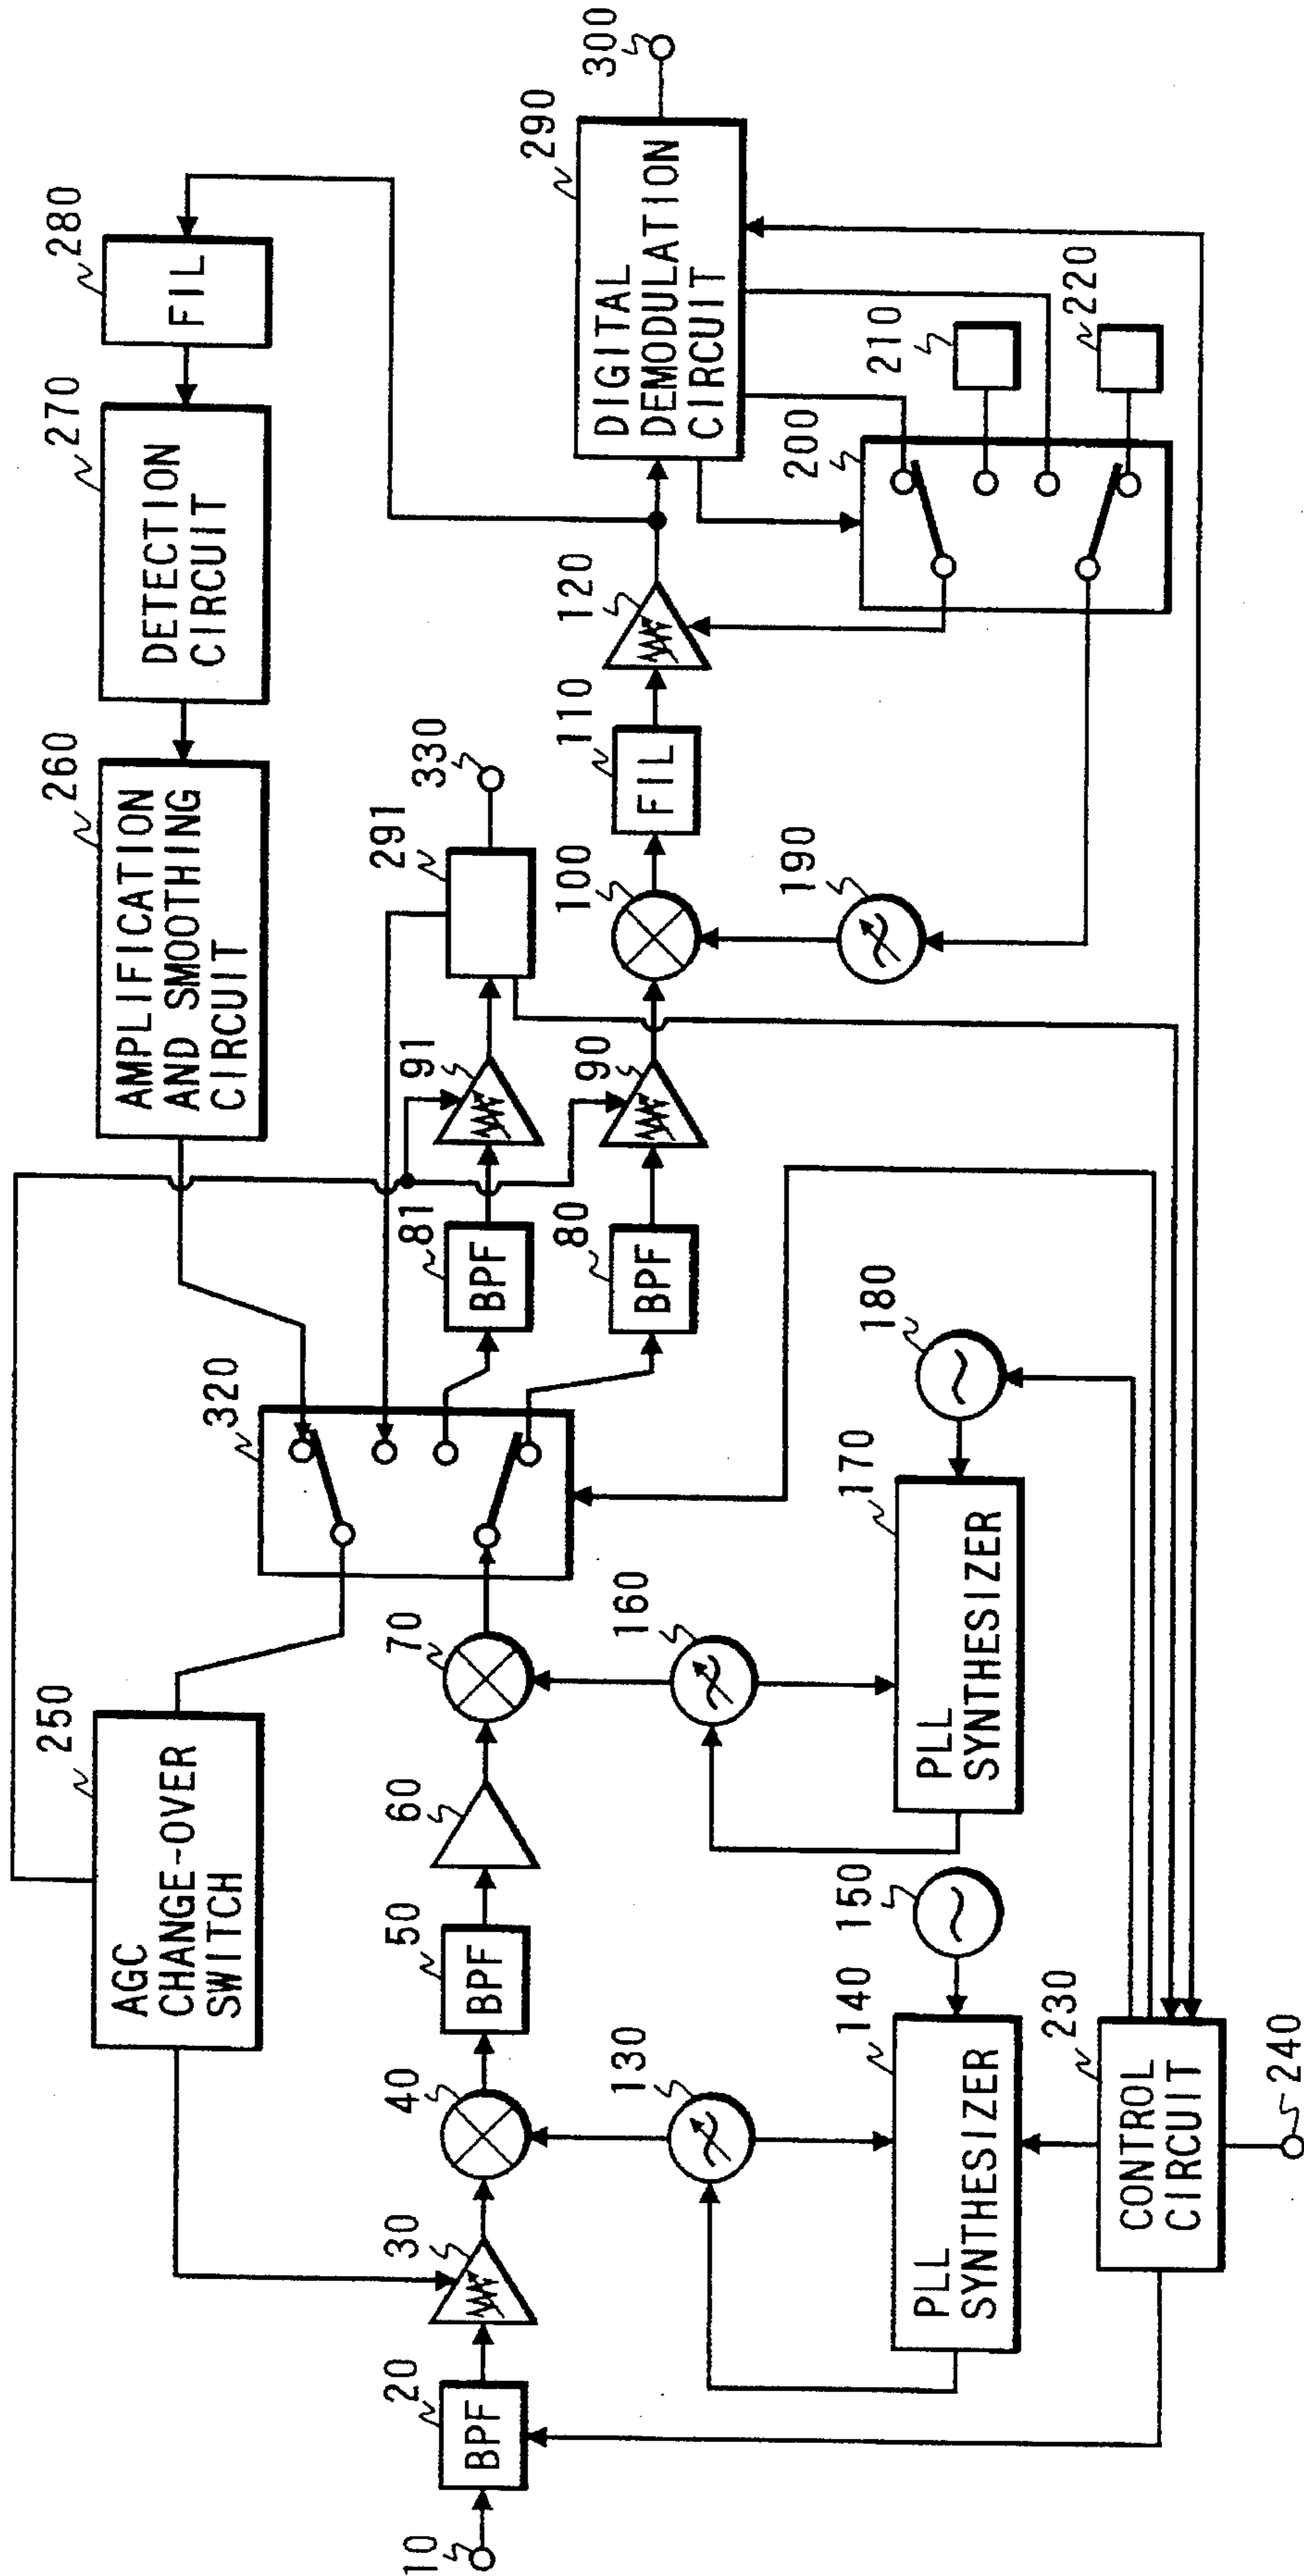 280
FIL
270
DETECTION
CIRCUIT
260
AMPLIFICATION
AND SMOOTHING
CIRCUIT
250
AGC
CHANGE-OVER
SWITCH
10
20
BPF
30
40
50
BPF
60
70
320
81
BPF
91
291
330
80
BPF
90
100
110
FIL
120
290
DIGITAL
DEMODULATION
CIRCUIT
300
130
160
190
200
210
220
140
PLL
SYNTHESIZER
150
170
PLL
SYNTHESIZER
180
230
CONTROL
CIRCUIT
240